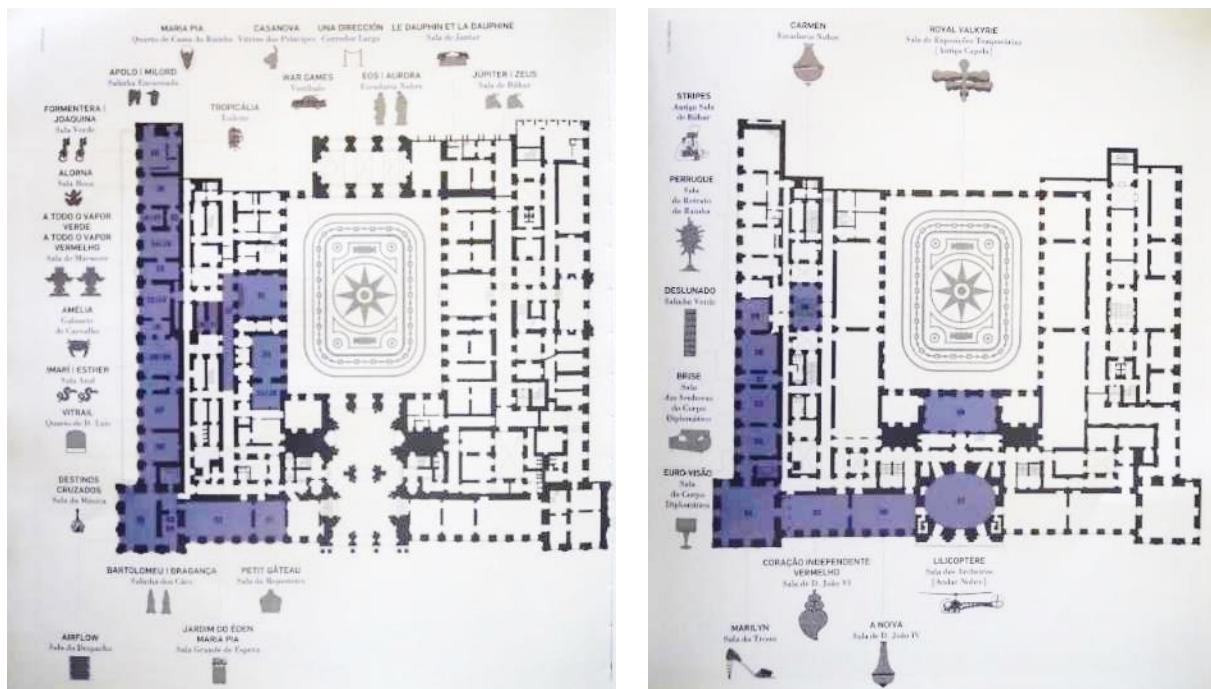 MARIA PIA
Quarto de Cama da Rainha
CASANOVA
Vitrine dos Príncipes
UNA DIRECCIÓN
Corredor Largo
LE DAUPHIN ET LA DAUPHINE
Sala de Jantar
APOLO | MILORD
Salinha Encarnada
WAR GAMES
Vestíbulo
EOS | AURORA
Escadaria Nobre
JÚPITER | ZEUS
Sala de Bilhar
FORMENTERA |
JOAQUINA
Sala Verde
TROPICÁLIA
Toilette
ALORNA
Sala Rosa
A TODO O VAPOR
VERDE
A TODO O VAPOR
VERMELHO
Sala de Marmore
AMÉLIA
Gabinete
de Carvalho
IMARÍ | ESTHER
Sala Azul
VITRAIL
Quarto de D. Luis
DESTINOS
CRUZADOS
Sala da Música
BARTOLOMEU | BRAGANÇA
Salinha dos Cães
PETIT GÂTEAU
Sala do Reposteiro
AIRFLOW
Sala do Despacho
JARDIM DO ÉDEN
MARIA PIA
Sala Grande de Espera
CARMEN
Escadaria Nobre
ROYAL VALKYRIE
Sala de Exposições Temporárias
[Antiga Capela]
STRIPES
Antiga Sala
de Bilhar
PERRUQUE
Sala
do Retrato
da Rainha
DESLUNADO
Salinha Verde
BRISE
Sala
das Senhoras
do Corpo
Diplomático
EURO-VISÃO
Sala
do Corpo
Diplomático
CORAÇÃO INDEPENDENTE
VERMELHO
Sala de D. João VI
LILICOPTÈRE
Sala dos Archeiros
[Andar Nobre]
MARILYN
Sala do Trono
A NOIVA
Sala de D. João IV